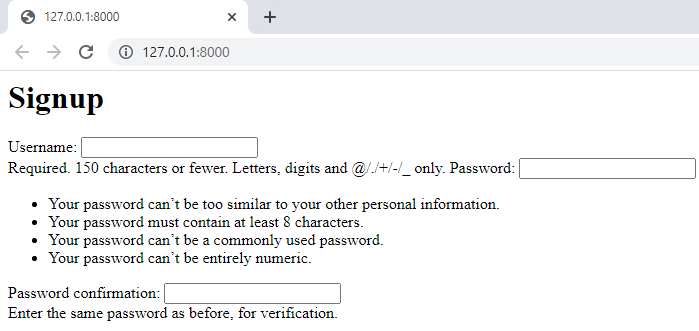 127.0.0.1:8000
127.0.0.1:8000
Signup
Username:
Required. 150 characters or fewer. Letters, digits and @/./+/-/_ only. Password:
Your password can’t be too similar to your other personal information.
Your password must contain at least 8 characters.
Your password can’t be a commonly used password.
Your password can’t be entirely numeric.
Password confirmation:
Enter the same password as before, for verification.